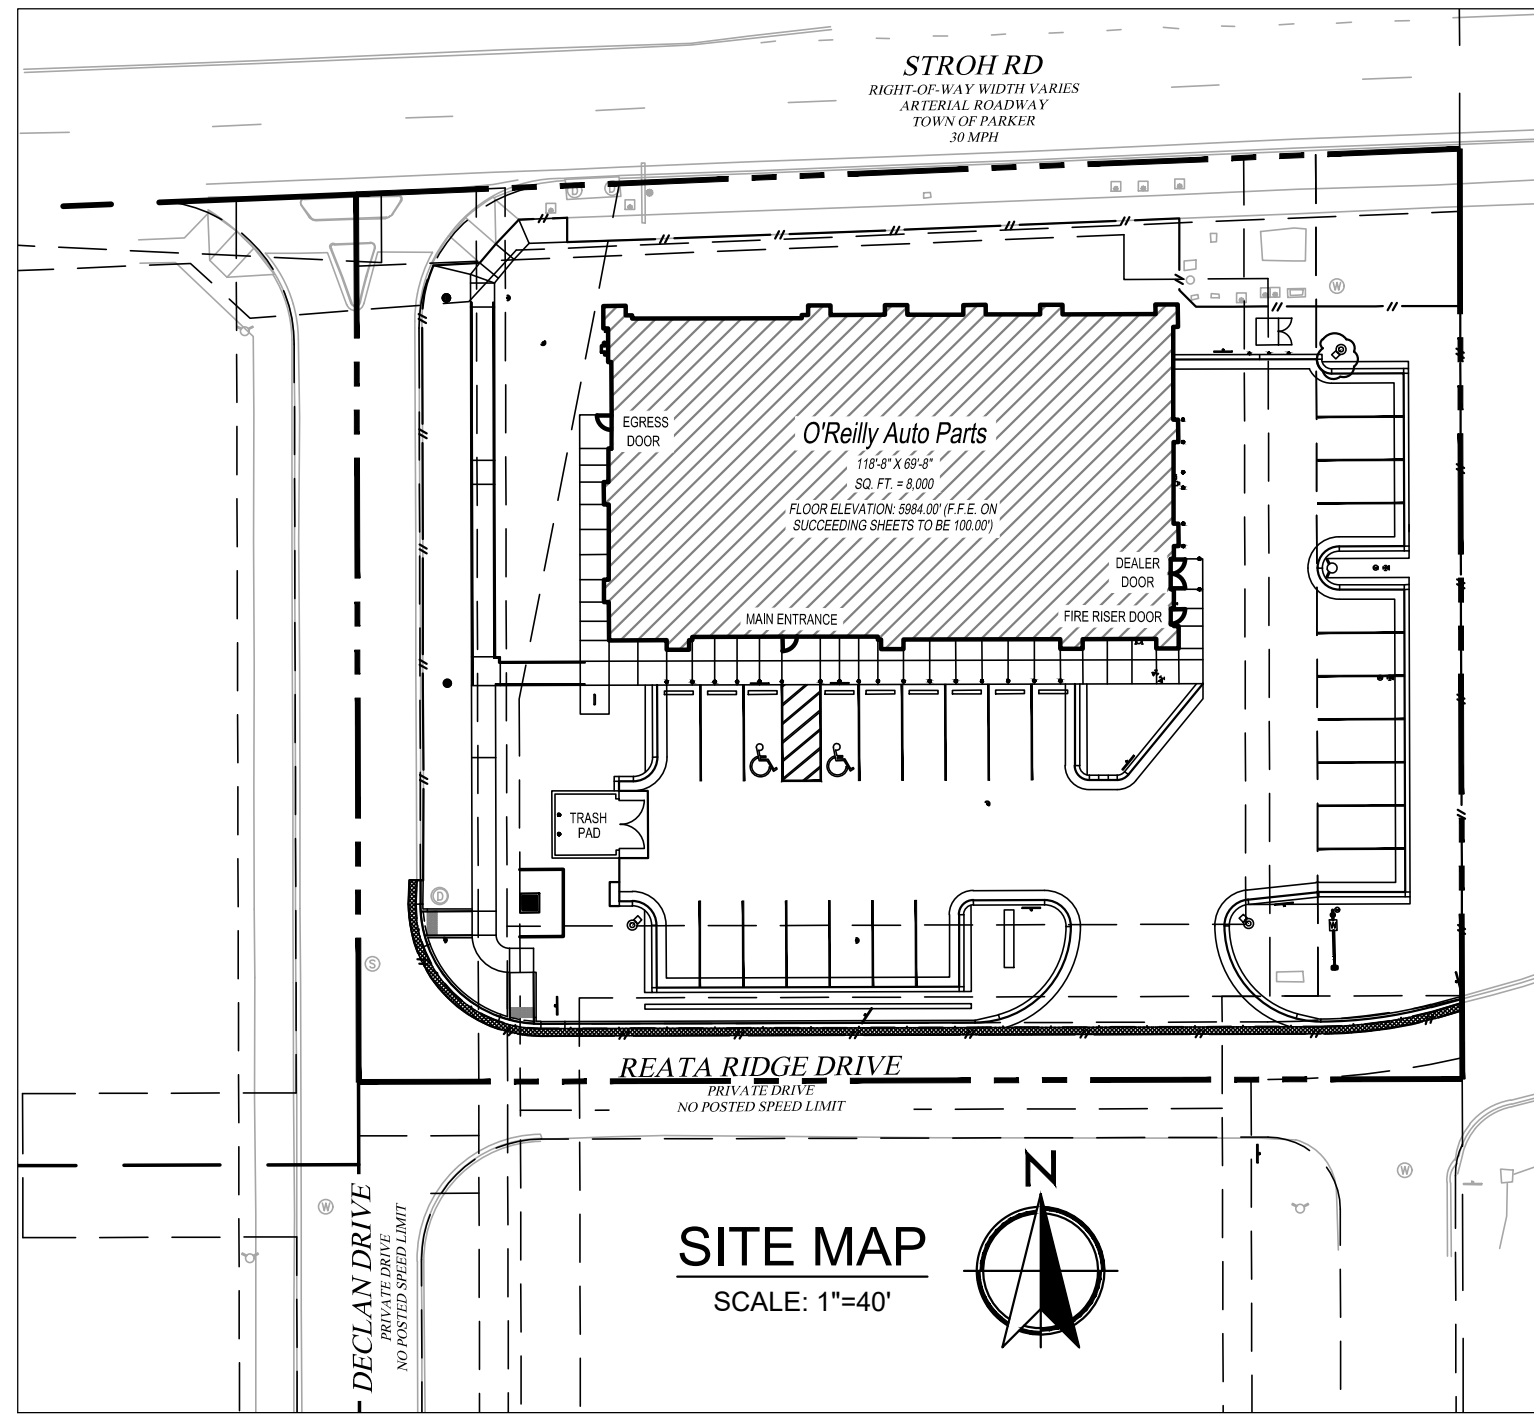 STROH RD
RIGHT-OF-WAY WIDTH VARIES
ARTERIAL ROADWAY
TOWN OF PARKER
30 MPH
D
D
W
EGRESS
DOOR
O'Reilly Auto Parts
118'-8" X 69'-8"
SQ. FT. = 8,000
FLOOR ELEVATION: 5984.00' (F.F.E. ON
SUCCEEDING SHEETS TO BE 100.00')
DEALER
DOOR
MAIN ENTRANCE
FIRE RISER DOOR
TRASH
PAD
D
S
REATA RIDGE DRIVE
PRIVATE DRIVE
NO POSTED SPEED LIMIT
W
W
DECLAN DRIVE
PRIVATE DRIVE
NO POSTED SPEED LIMIT
N
SITE MAP
SCALE: 1"=40'